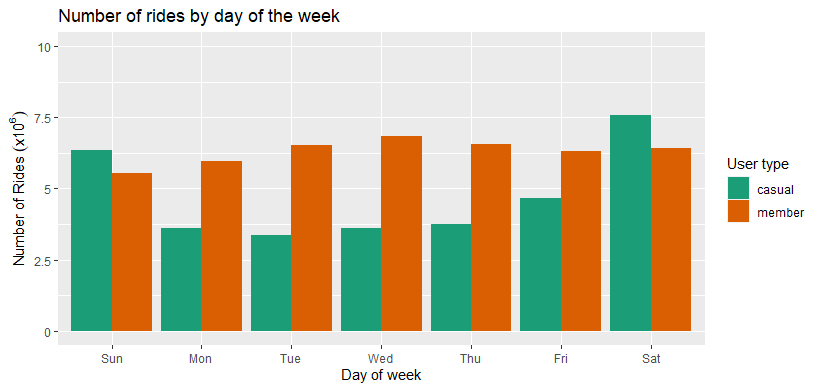 Number of rides by day of the week
Number of Rides (x10⁶)
10
7.5
5
2.5
0
Sun Mon Tue Wed Thu Fri Sat
Day of week
User type
casual
member